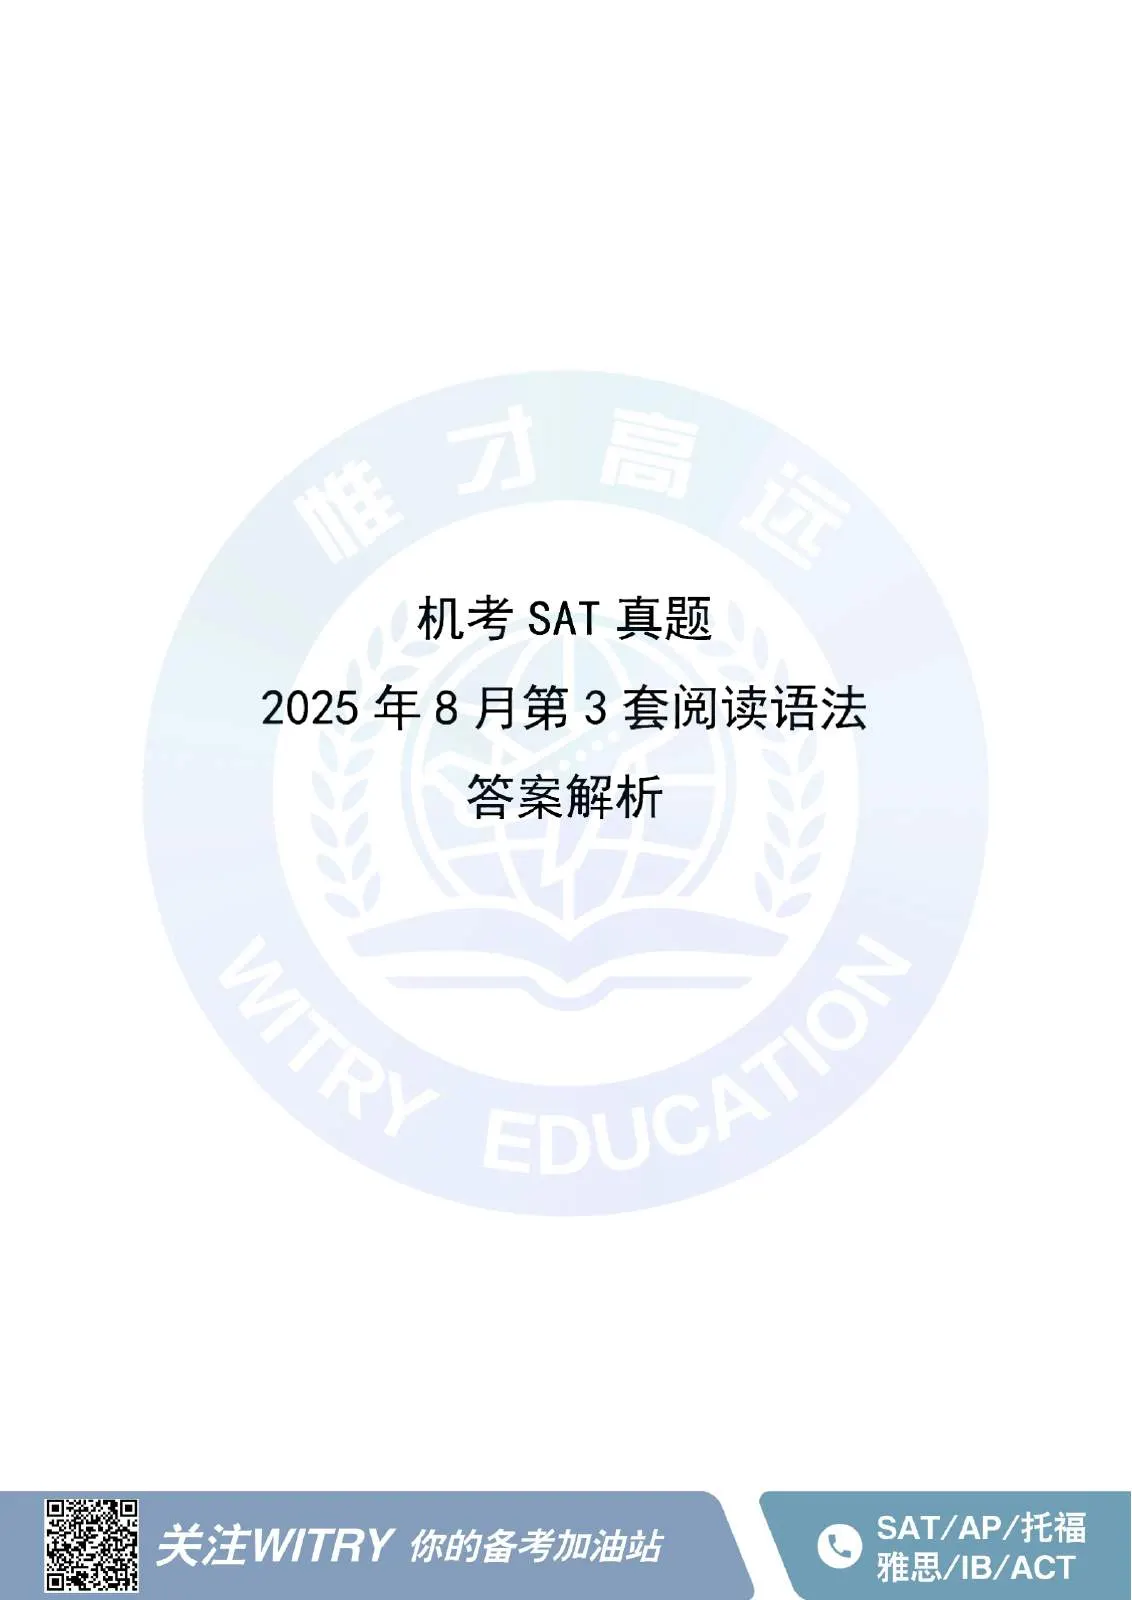 惟才高远
机考 SAT 真题
2025 年 8 月第 3 套阅读语法
答案解析
WITRY EDUCATION
关注WITRY 你的备考加油站
SAT/AP/托福
雅思/IB/ACT